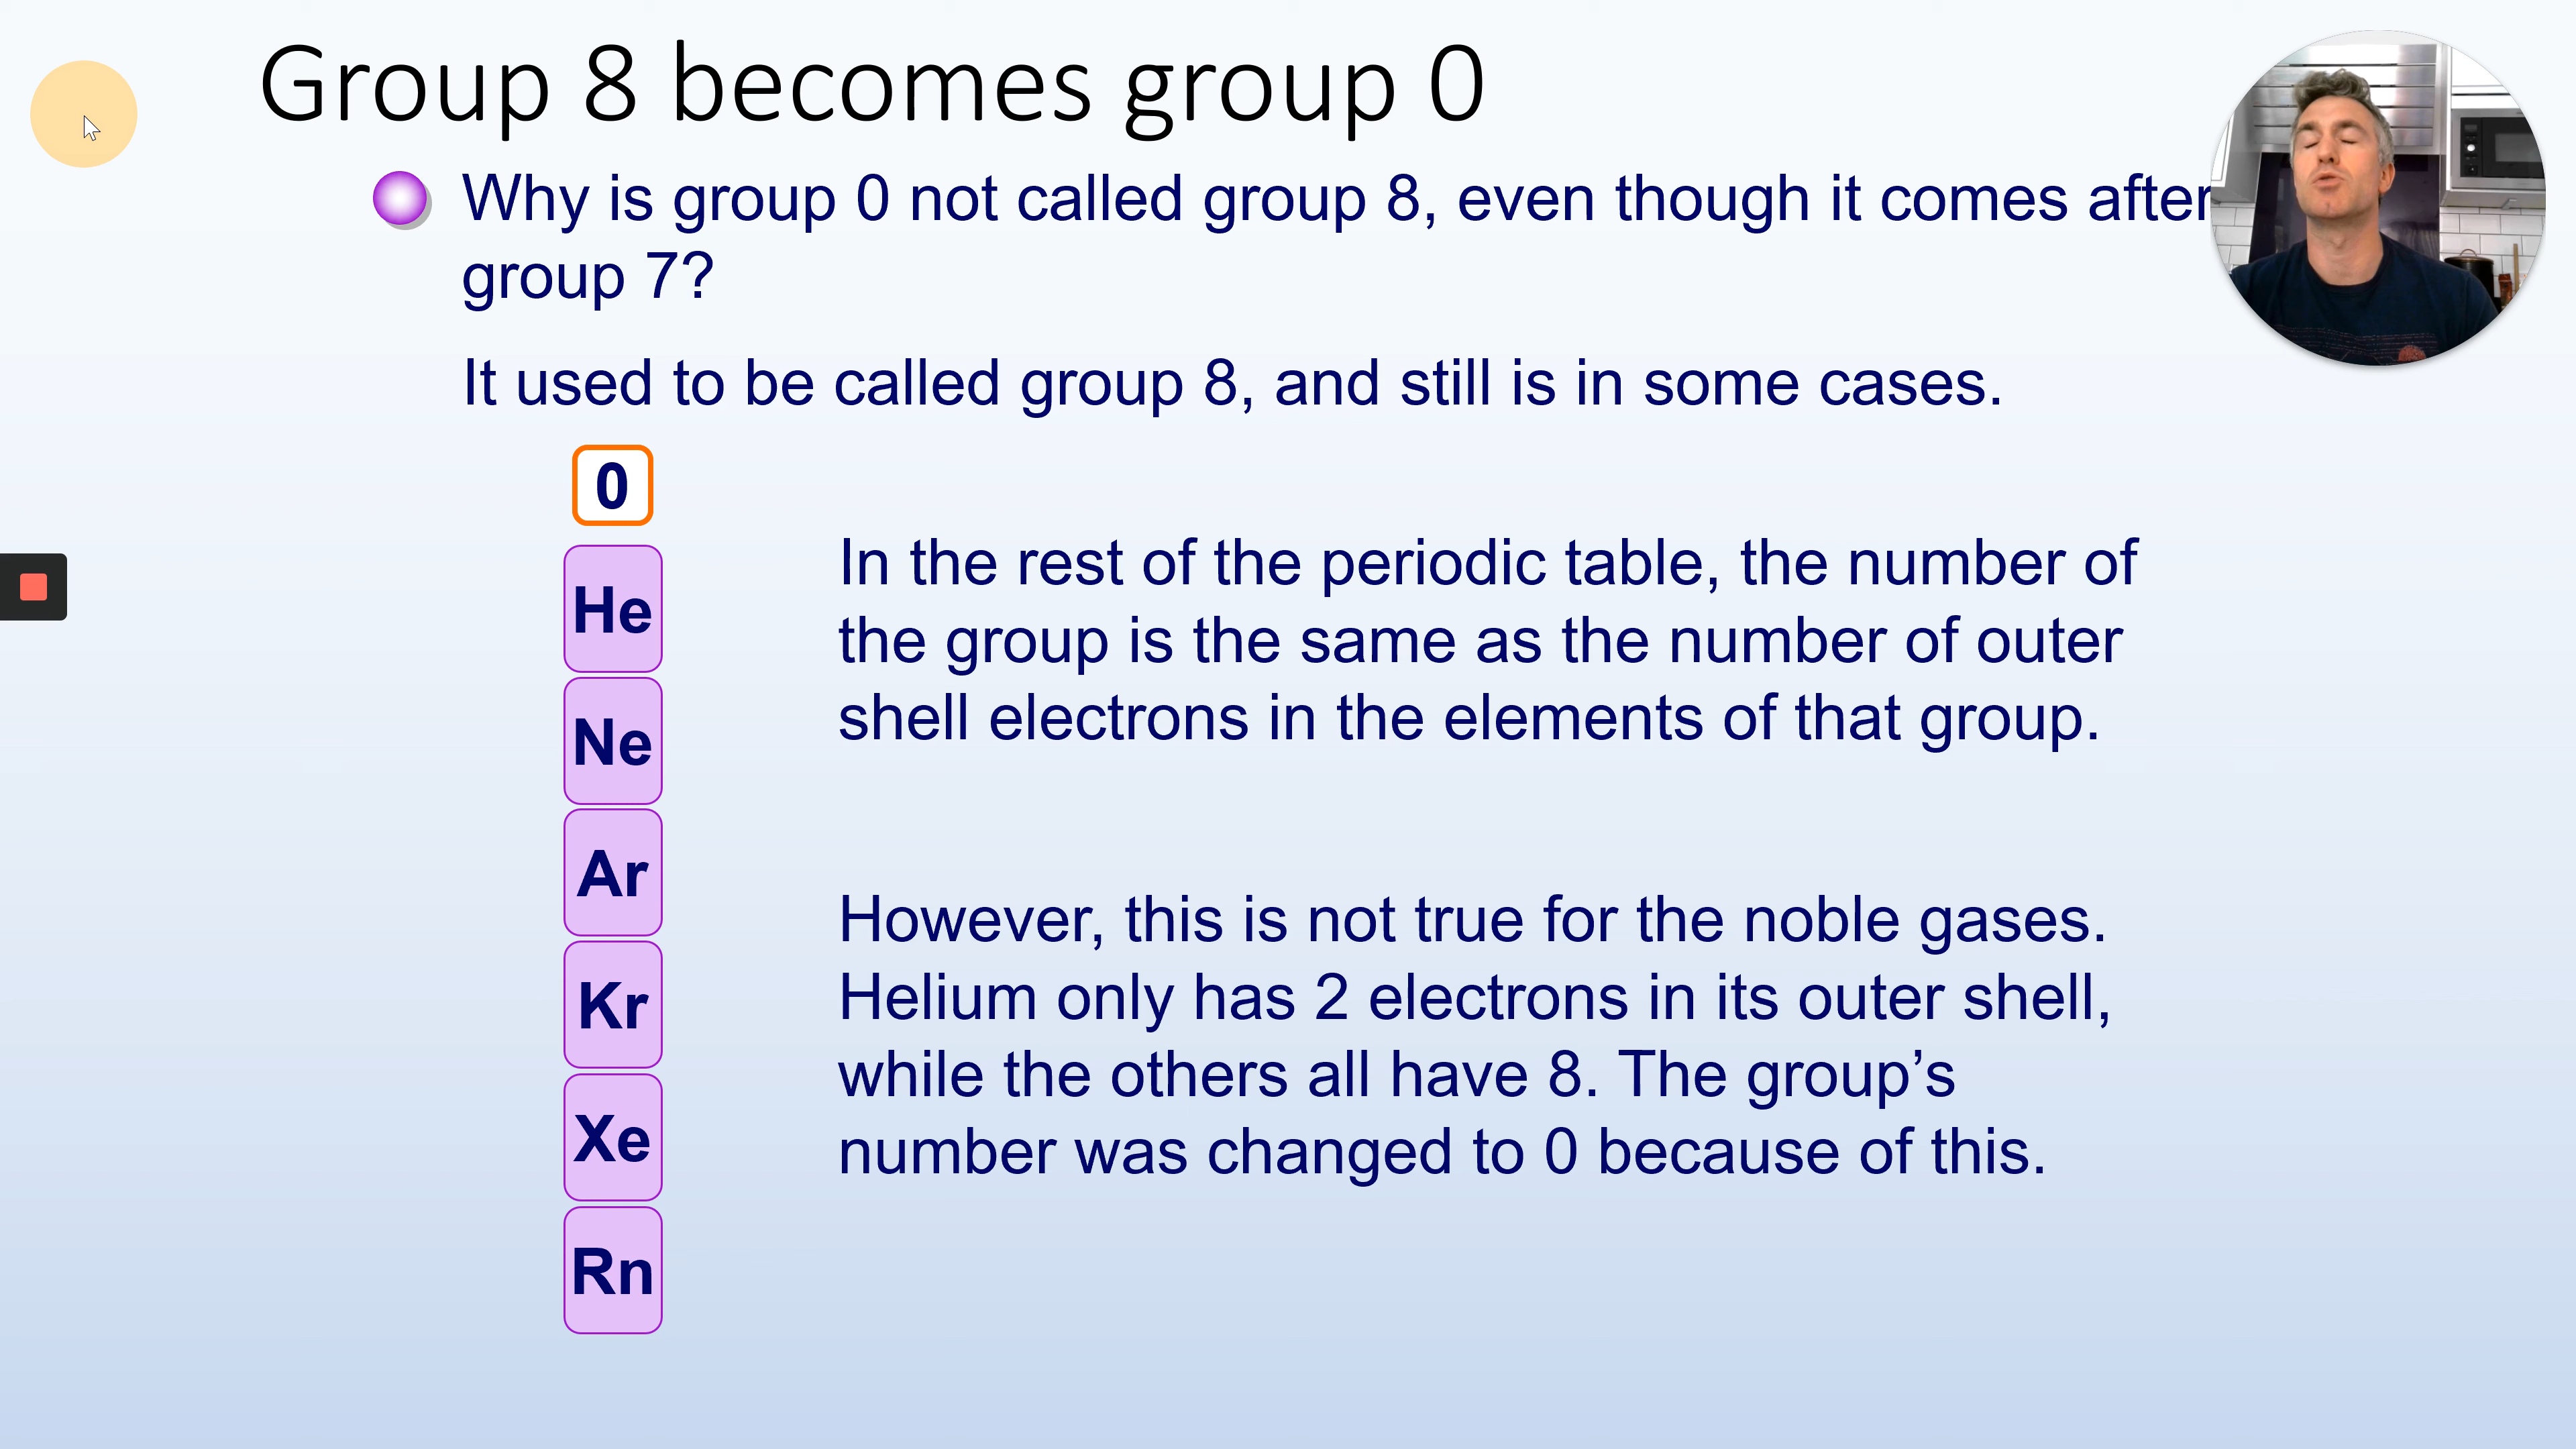 Group 8 becomes group 0
Why is group 0 not called group 8, even though it comes after
group 7?
It used to be called group 8, and still is in some cases.
0
He
Ne
Ar
Kr
Xe
Rn
In the rest of the periodic table, the number of
the group is the same as the number of outer
shell electrons in the elements of that group.
However, this is not true for the noble gases.
Helium only has 2 electrons in its outer shell,
while the others all have 8. The group’s
number was changed to 0 because of this.